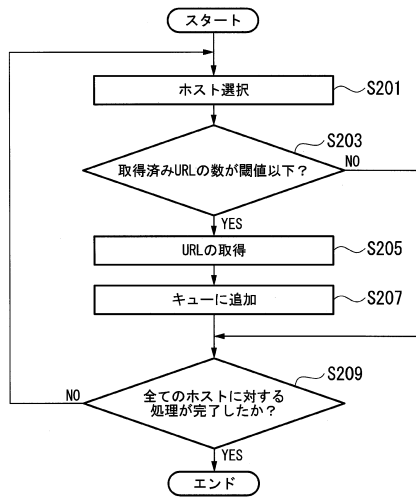 スタート
ホスト選択
S201
取得済みURLの数が閾値以下？
S203
NO
YES
URLの取得
S205
キューに追加
S207
全てのホストに対する
処理が完了したか？
S209
NO
YES
エンド